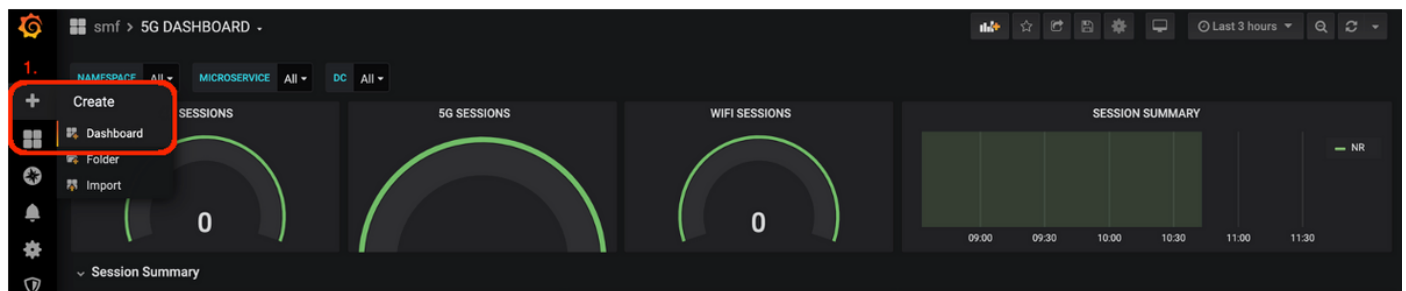 smf > 5G DASHBOARD
Last 3 hours
1.
NAMESPACE All MICROSERVICE All DC All
Create
Dashboard
Folder
Import
SESSIONS
0
5G SESSIONS
WIFI SESSIONS
0
SESSION SUMMARY
NR
09:00 09:30 10:00 10:30 11:00 11:30
Session Summary